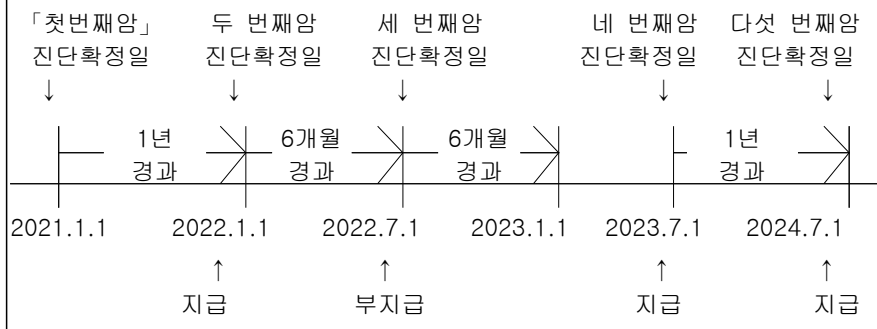 「첫번째암」 두 번째암 세 번째암 네 번째암 다섯 번째암
진단확정일 진단확정일 진단확정일 진단확정일 진단확정일
↓ ↓ ↓ ↓ ↓
1년 6개월 6개월 1년
경과 경과 경과 경과
2021.1.1 2022.1.1 2022.7.1 2023.1.1 2023.7.1 2024.7.1
↑ ↑ ↑ ↑
지급 부지급 지급 지급